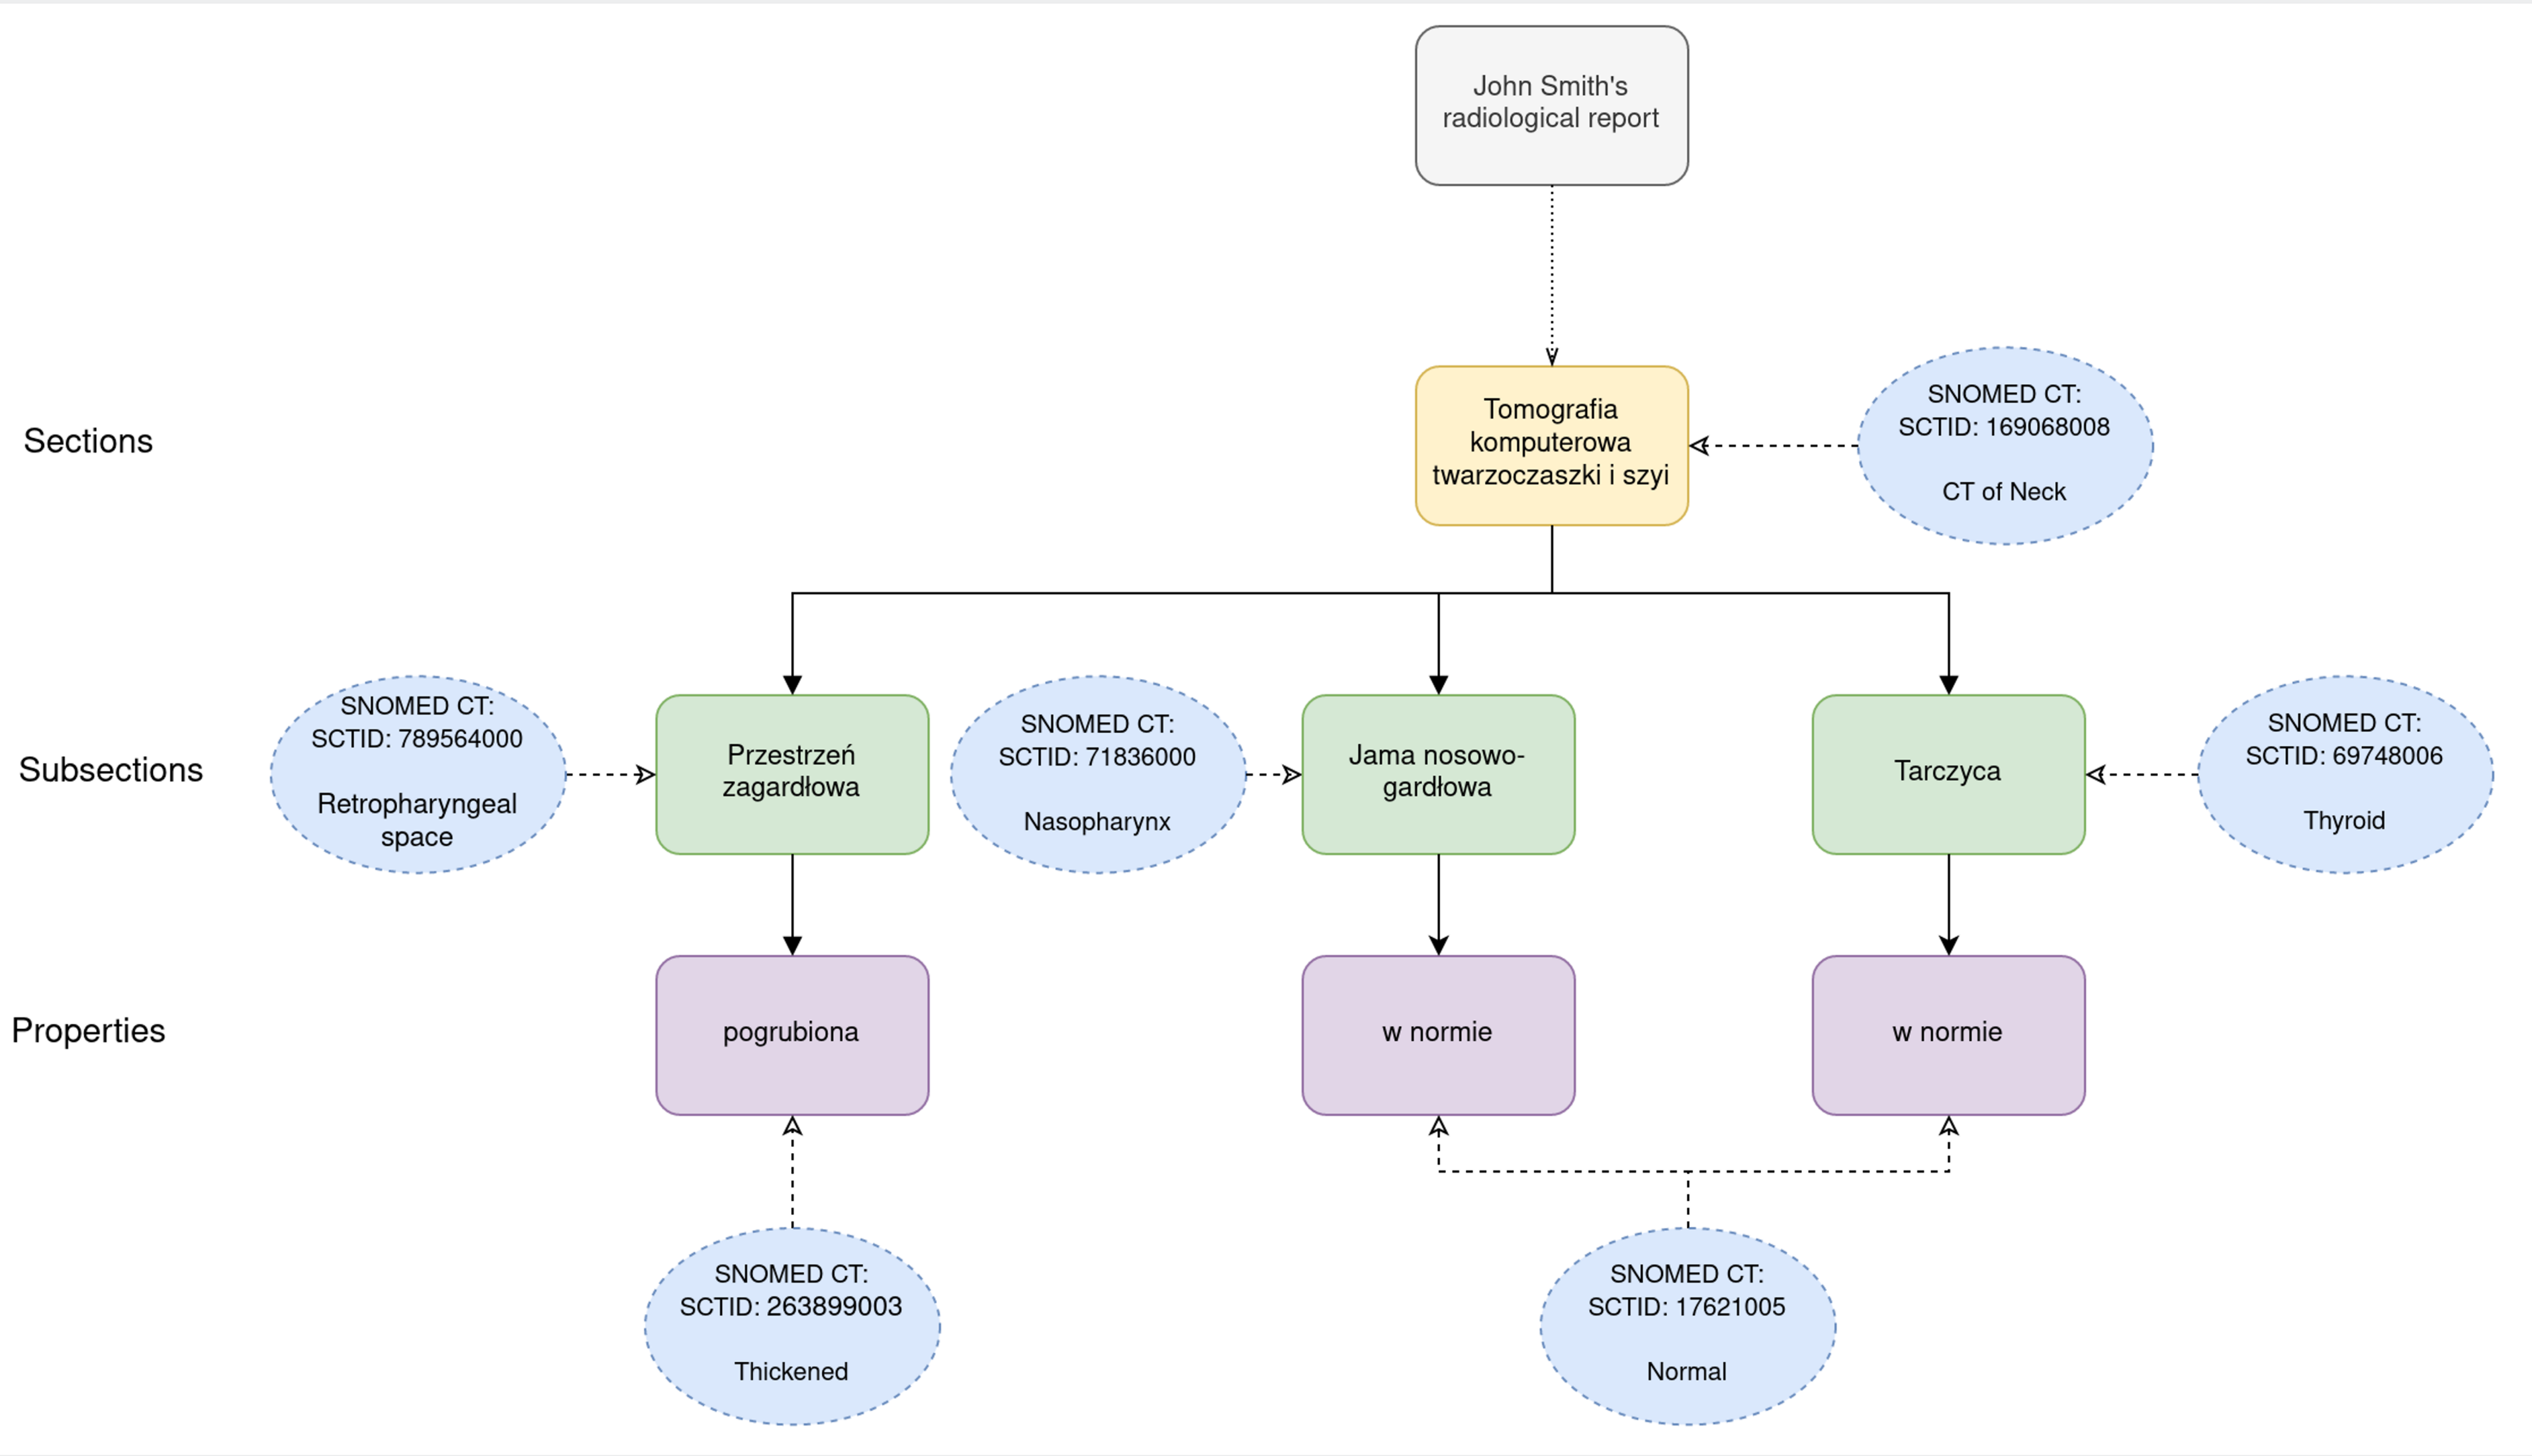 John Smith's
radiological report
Sections
Tomografia
komputerowa
twarzoczaszki i szyi
SNOMED CT:
SCTID: 169068008
CT of Neck
Subsections
SNOMED CT:
SCTID: 789564000
Retropharyngeal
space
Przestrzeń
zagardłowa
SNOMED CT:
SCTID: 71836000
Nasopharynx
Jama nosowo-
gardłowa
Tarczyca
SNOMED CT:
SCTID: 69748006
Thyroid
Properties
pogrubiona
w normie
w normie
SNOMED CT:
SCTID: 263899003
Thickened
SNOMED CT:
SCTID: 17621005
Normal